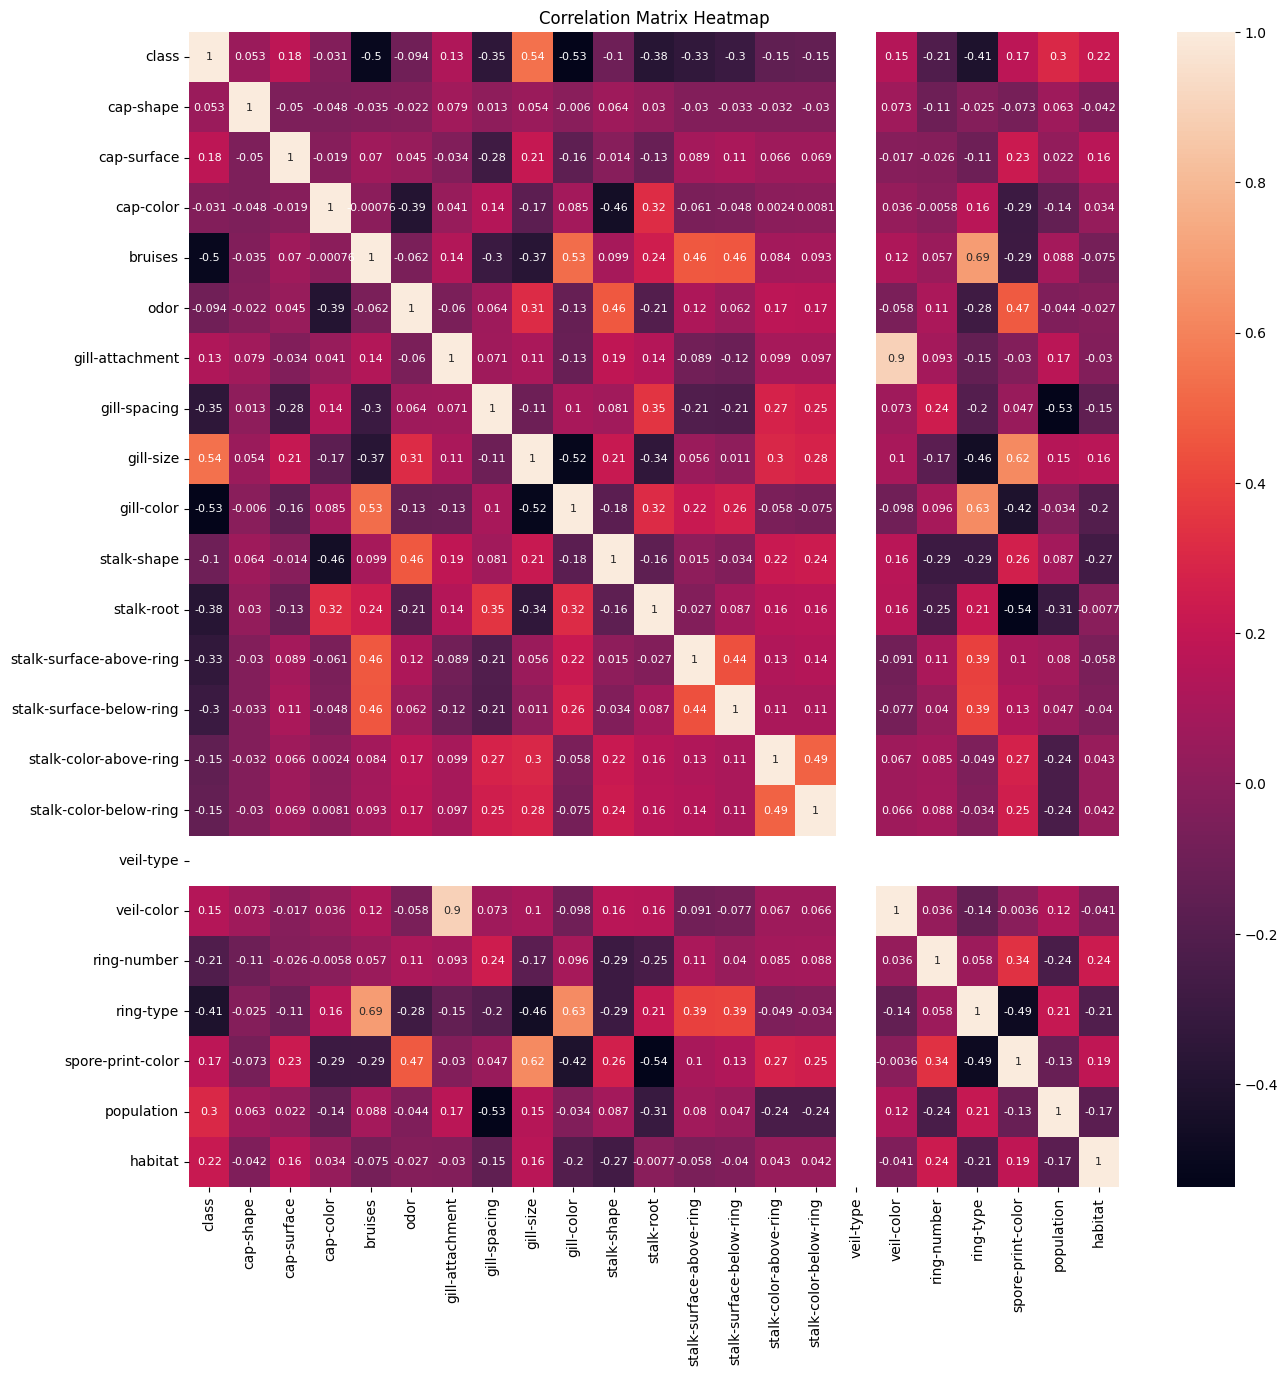 Correlation Matrix Heatmap
class 1 0.053 0.18 -0.031 -0.5 -0.094 0.13 -0.35 0.54 -0.53 -0.1 -0.38 -0.33 -0.3 -0.15 -0.15 0.15 -0.21 -0.41 0.17 0.3 0.22
cap-shape 0.053 1 -0.05 -0.048 -0.035 -0.022 0.079 0.013 0.054 -0.006 0.064 0.03 -0.03 -0.033 -0.032 -0.03 0.073 -0.11 -0.025 -0.073 0.063 -0.042
cap-surface 0.18 -0.05 1 -0.019 0.07 0.045 -0.034 -0.28 0.21 -0.16 -0.014 -0.13 0.089 0.11 0.066 0.069 -0.017 -0.026 -0.11 0.23 0.022 0.16
cap-color -0.031 -0.048 -0.019 1 -0.00076 -0.39 0.041 0.14 -0.17 0.085 -0.46 0.32 -0.061 -0.048 0.0024 0.0081 0.036 -0.0058 0.16 -0.29 -0.14 0.034
bruises -0.5 -0.035 0.07 -0.00076 1 -0.062 0.14 -0.3 -0.37 0.53 0.099 0.24 0.46 0.46 0.084 0.093 0.12 0.057 0.69 -0.29 0.088 -0.075
odor -0.094 -0.022 0.045 -0.39 -0.062 1 -0.06 0.064 0.31 -0.13 0.46 -0.21 0.12 0.062 0.17 0.17 -0.058 0.11 -0.28 0.47 -0.044 -0.027
gill-attachment 0.13 0.079 -0.034 0.041 0.14 -0.06 1 0.071 0.11 -0.13 0.19 0.14 -0.089 -0.12 0.099 0.097 0.9 0.093 -0.15 -0.03 0.17 -0.03
gill-spacing -0.35 0.013 -0.28 0.14 -0.3 0.064 0.071 1 -0.11 0.1 0.081 0.35 -0.21 -0.21 0.27 0.25 0.073 0.24 -0.2 0.047 -0.53 -0.15
gill-size 0.54 0.054 0.21 -0.17 -0.37 0.31 0.11 -0.11 1 -0.52 0.21 -0.34 0.056 0.011 0.3 0.28 0.1 -0.17 -0.46 0.62 0.15 0.16
gill-color -0.53 -0.006 -0.16 0.085 0.53 -0.13 -0.13 0.1 -0.52 1 -0.18 0.32 0.22 0.26 -0.058 -0.075 -0.098 0.096 0.63 -0.42 -0.034 -0.2
stalk-shape -0.1 0.064 -0.014 -0.46 0.099 0.46 0.19 0.081 0.21 -0.18 1 -0.16 0.015 -0.034 0.22 0.24 0.16 -0.29 -0.29 0.26 0.087 -0.27
stalk-root -0.38 0.03 -0.13 0.32 0.24 -0.21 0.14 0.35 -0.34 0.32 -0.16 1 -0.027 0.087 0.16 0.16 0.16 -0.25 0.21 -0.54 -0.31 -0.0077
stalk-surface-above-ring -0.33 -0.03 0.089 -0.061 0.46 0.12 -0.089 -0.21 0.056 0.22 0.015 -0.027 1 0.44 0.13 0.14 -0.091 0.11 0.39 0.1 0.08 -0.058
stalk-surface-below-ring -0.3 -0.033 0.11 -0.048 0.46 0.062 -0.12 -0.21 0.011 0.26 -0.034 0.087 0.44 1 0.11 0.11 -0.077 0.04 0.39 0.13 0.047 -0.04
stalk-color-above-ring -0.15 -0.032 0.066 0.0024 0.084 0.17 0.099 0.27 0.3 -0.058 0.22 0.16 0.13 0.11 1 0.49 0.067 0.085 -0.049 0.27 -0.24 0.043
stalk-color-below-ring -0.15 -0.03 0.069 0.0081 0.093 0.17 0.097 0.25 0.28 -0.075 0.24 0.16 0.14 0.11 0.49 1 0.066 0.088 -0.034 0.25 -0.24 0.042
veil-type
veil-color 0.15 0.073 -0.017 0.036 0.12 -0.058 0.9 0.073 0.1 -0.098 0.16 0.16 -0.091 -0.077 0.067 0.066 1 0.036 -0.14 -0.0036 0.12 -0.041
ring-number -0.21 -0.11 -0.026 -0.0058 0.057 0.11 0.093 0.24 -0.17 0.096 -0.29 -0.25 0.11 0.04 0.085 0.088 0.036 1 0.058 0.34 -0.24 0.24
ring-type -0.41 -0.025 -0.11 0.16 0.69 -0.28 -0.15 -0.2 -0.46 0.63 -0.29 0.21 0.39 0.39 -0.049 -0.034 -0.14 0.058 1 -0.49 0.21 -0.21
spore-print-color 0.17 -0.073 0.23 -0.29 -0.29 0.47 -0.03 0.047 0.62 -0.42 0.26 -0.54 0.1 0.13 0.27 0.25 -0.0036 0.34 -0.49 1 -0.13 0.19
population 0.3 0.063 0.022 -0.14 0.088 -0.044 0.17 -0.53 0.15 -0.034 0.087 -0.31 0.08 0.047 -0.24 -0.24 0.12 -0.24 0.21 -0.13 1 -0.17
habitat 0.22 -0.042 0.16 0.034 -0.075 -0.027 -0.03 -0.15 0.16 -0.2 -0.27 -0.0077 -0.058 -0.04 0.043 0.042 -0.041 0.24 -0.21 0.19 -0.17 1
class
cap-shape
cap-surface
cap-color
bruises
odor
gill-attachment
gill-spacing
gill-size
gill-color
stalk-shape
stalk-root
stalk-surface-above-ring
stalk-surface-below-ring
stalk-color-above-ring
stalk-color-below-ring
veil-type
veil-color
ring-number
ring-type
spore-print-color
population
habitat
1.0
0.8
0.6
0.4
0.2
0.0
−0.2
−0.4